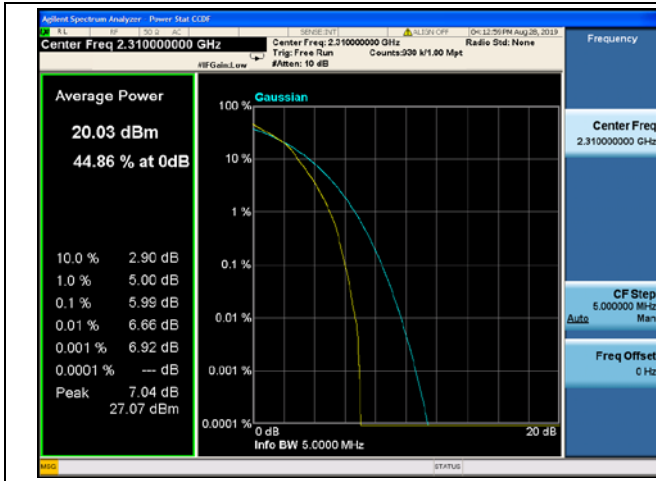 Agilent Spectrum Analyzer - Power Stat CCDF
RL RF 50 Ω AC SENSE:INT ALIGN OFF 04:12:56 PM Aug 28, 2019
Center Freq 2.310000000 GHz
Center Freq: 2.310000000 GHz Radio Std: None
Trig: Free Run Counts:930 k/1.00 Mpt
#IFGain:Low #Atten: 10 dB
Frequency
Average Power
20.03 dBm
44.86 % at 0dB
10.0 % 2.90 dB
1.0 % 5.00 dB
0.1 % 5.99 dB
0.01 % 6.66 dB
0.001 % 6.92 dB
0.0001 % --- dB
Peak 7.04 dB
27.07 dBm
Gaussian
100 %
10 %
1 %
0.1 %
0.01 %
0.001 %
0.0001 %
0 dB 20 dB
Info BW 5.0000 MHz
Center Freq
2.310000000 GHz
CF Step
5.000000 MHz
Auto Man
Freq Offset
0 Hz
MSG STATUS